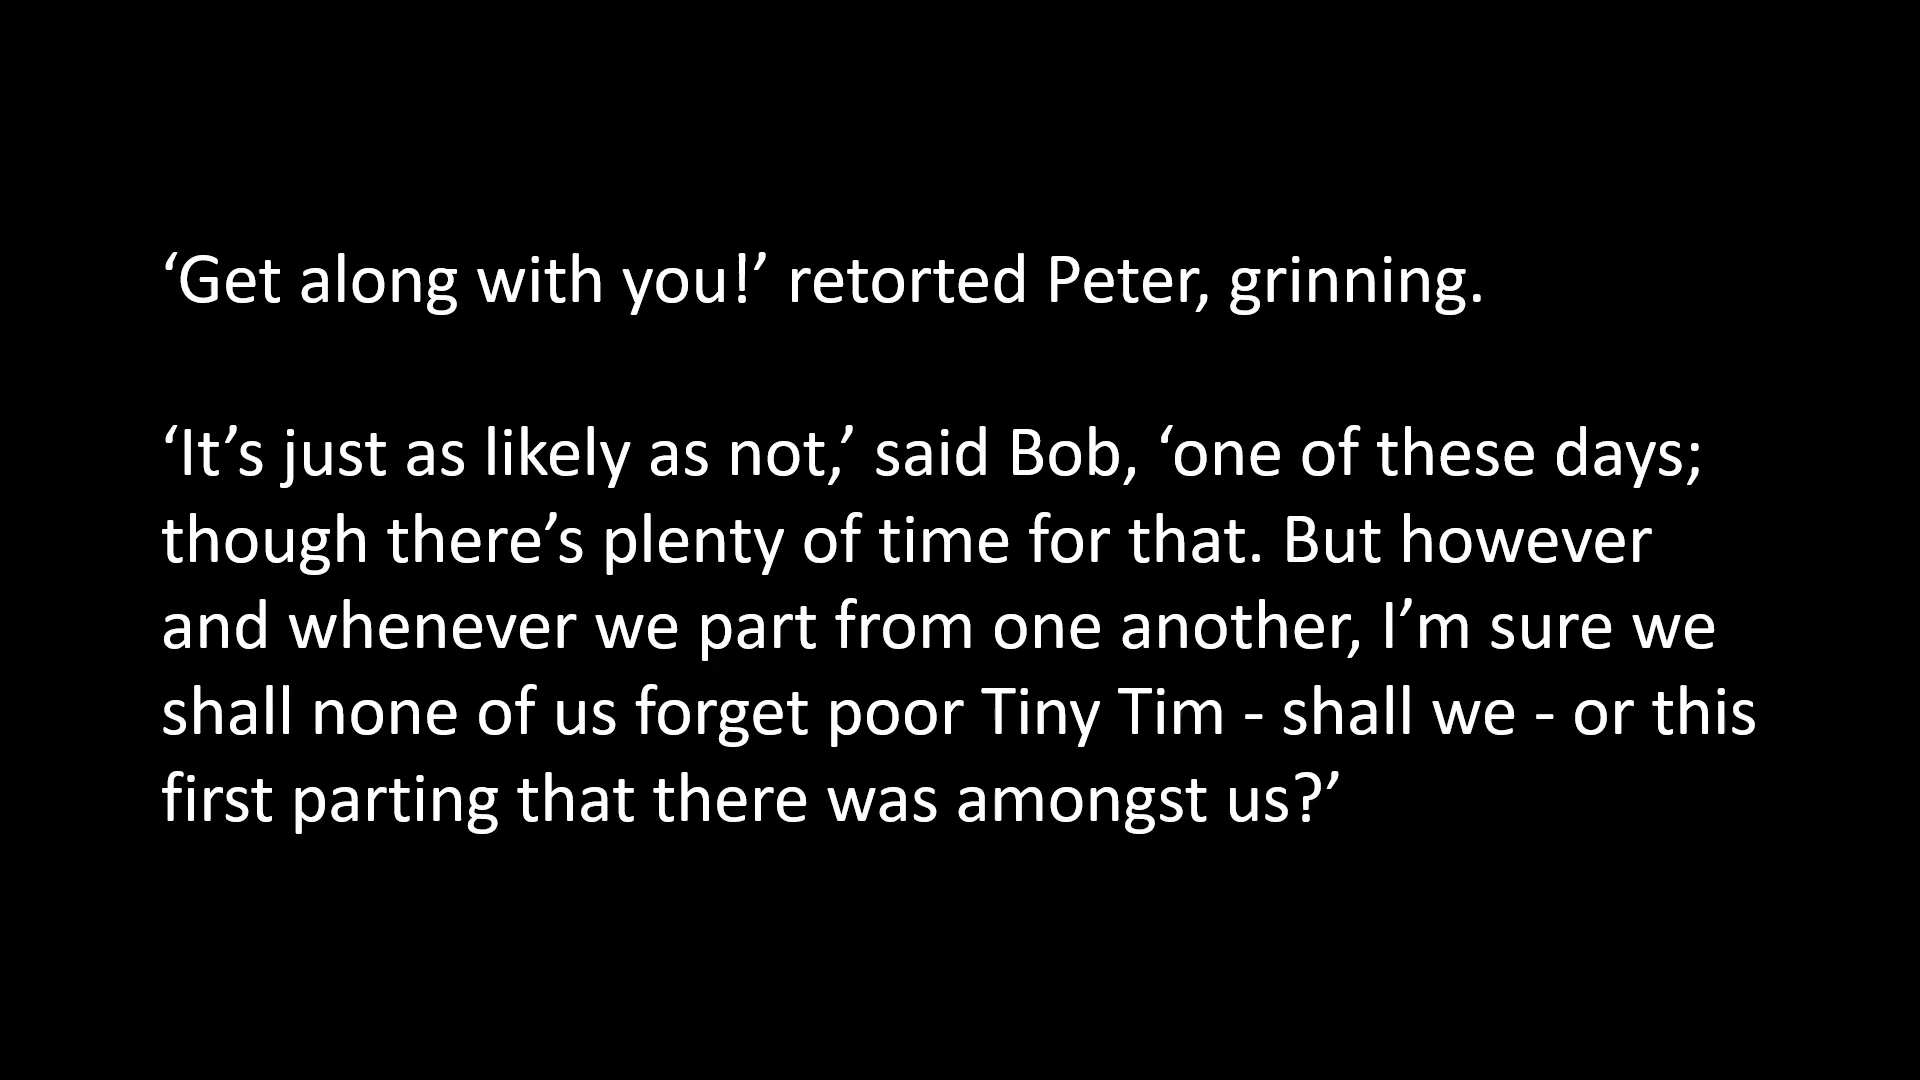 ‘Get along with you!’ retorted Peter, grinning.
‘It’s just as likely as not,’ said Bob, ‘one of these days;
though there’s plenty of time for that. But however
and whenever we part from one another, I’m sure we
shall none of us forget poor Tiny Tim - shall we - or this
first parting that there was amongst us?’